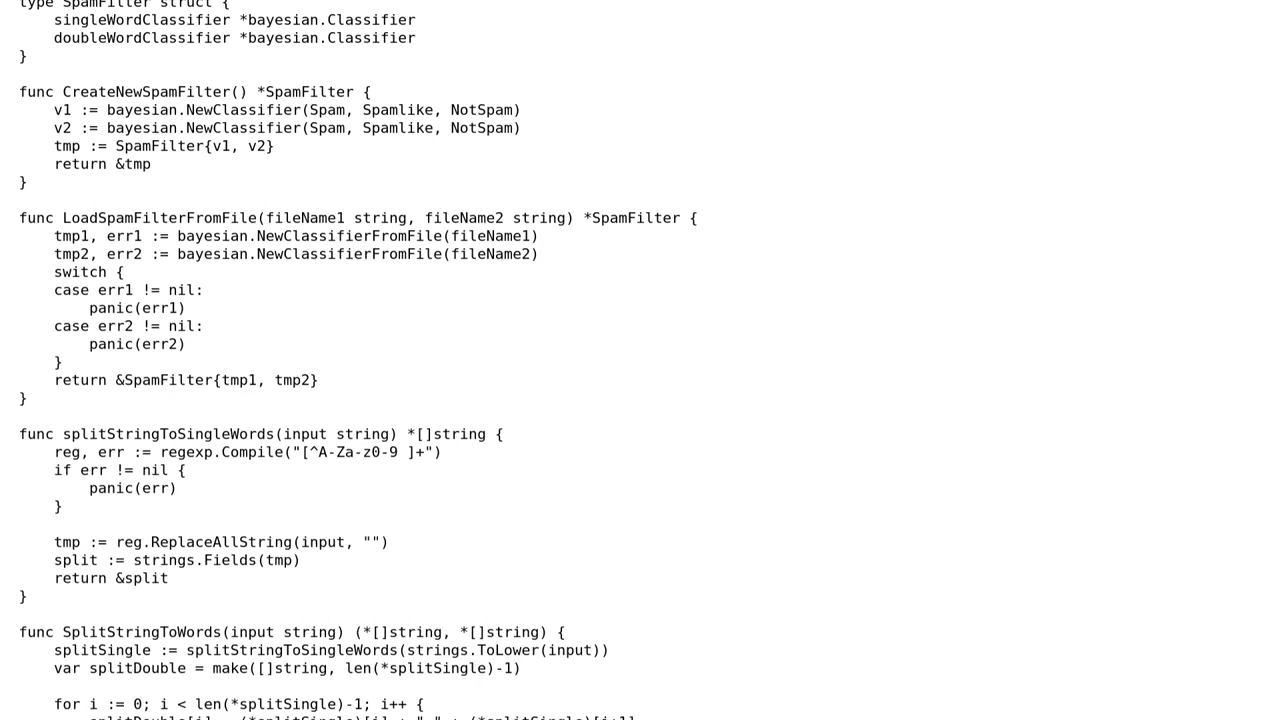 type SpamFilter struct {
    singleWordClassifier *bayesian.Classifier
    doubleWordClassifier *bayesian.Classifier
}

func CreateNewSpamFilter() *SpamFilter {
    v1 := bayesian.NewClassifier(Spam, Spamlike, NotSpam)
    v2 := bayesian.NewClassifier(Spam, Spamlike, NotSpam)
    tmp := SpamFilter{v1, v2}
    return &tmp
}

func LoadSpamFilterFromFile(fileName1 string, fileName2 string) *SpamFilter {
    tmp1, err1 := bayesian.NewClassifierFromFile(fileName1)
    tmp2, err2 := bayesian.NewClassifierFromFile(fileName2)
    switch {
    case err1 != nil:
        panic(err1)
    case err2 != nil:
        panic(err2)
    }
    return &SpamFilter{tmp1, tmp2}
}

func splitStringToSingleWords(input string) *[]string {
    reg, err := regexp.Compile("[^A-Za-z0-9 ]+")
    if err != nil {
        panic(err)
    }

    tmp := reg.ReplaceAllString(input, "")
    split := strings.Fields(tmp)
    return &split
}

func SplitStringToWords(input string) (*[]string, *[]string) {
    splitSingle := splitStringToSingleWords(strings.ToLower(input))
    var splitDouble = make([]string, len(*splitSingle)-1)

    for i := 0; i < len(*splitSingle)-1; i++ {
        splitDouble[i] = (*splitSingle)[i] + " " + (*splitSingle)[i+1]